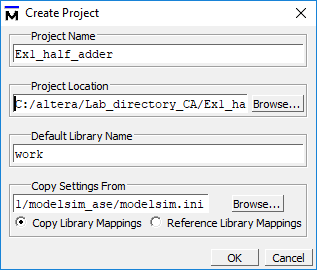 Create Project
Project Name
Ex1_half_adder
Project Location
C:/altera/Lab_directory_CA/Ex1_ha
Browse...
Default Library Name
work
Copy Settings From
l/modelsim_ase/modelsim.ini
Browse...
Copy Library Mappings
Reference Library Mappings
OK
Cancel